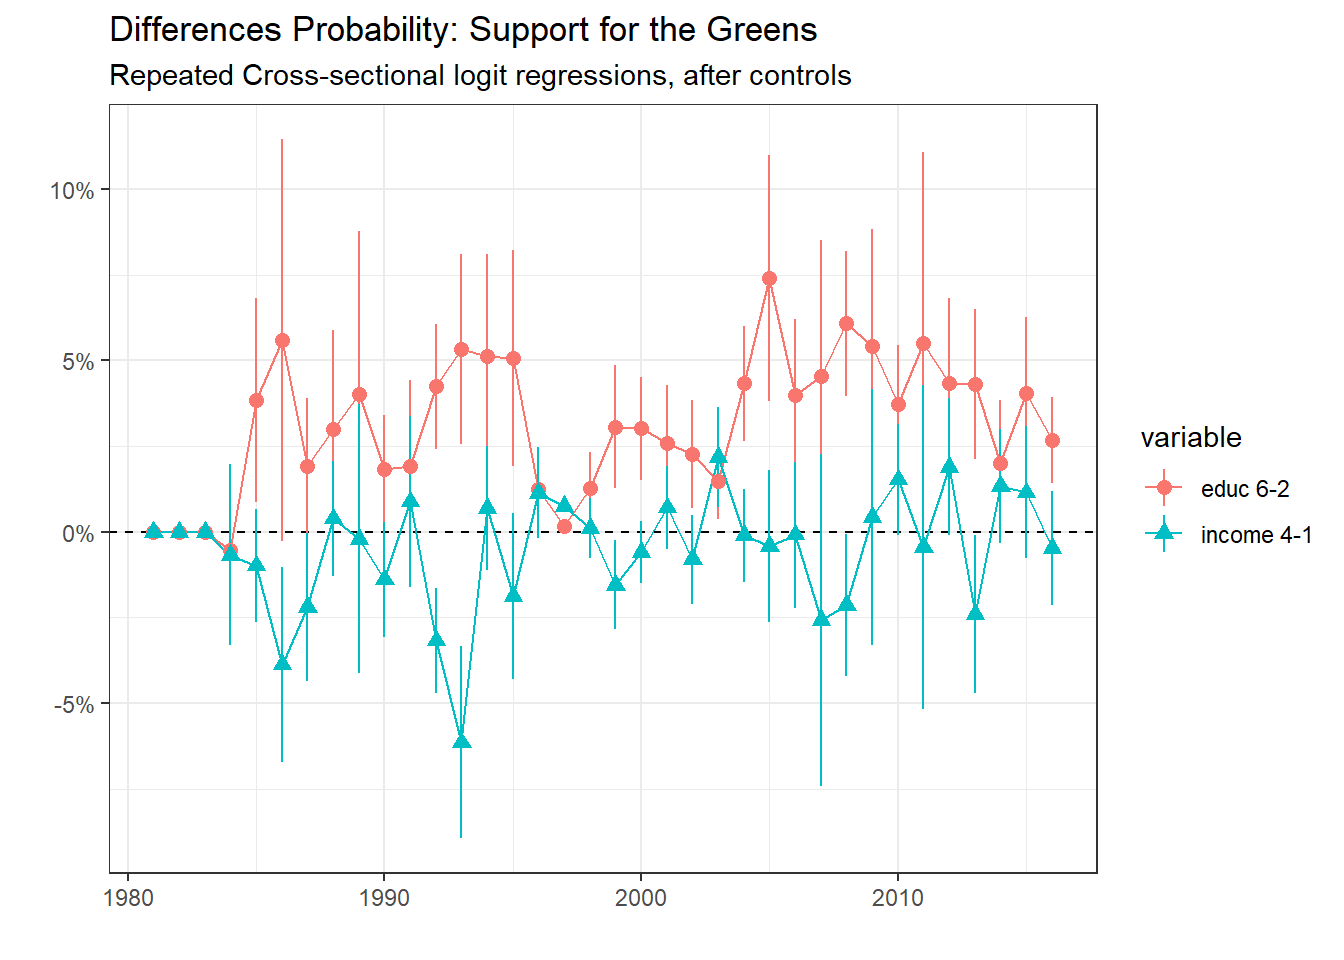 Differences Probability: Support for the Greens
Repeated Cross-sectional logit regressions, after controls
10%
5%
0%
-5%
1980
1990
2000
2010
variable
educ 6-2
income 4-1